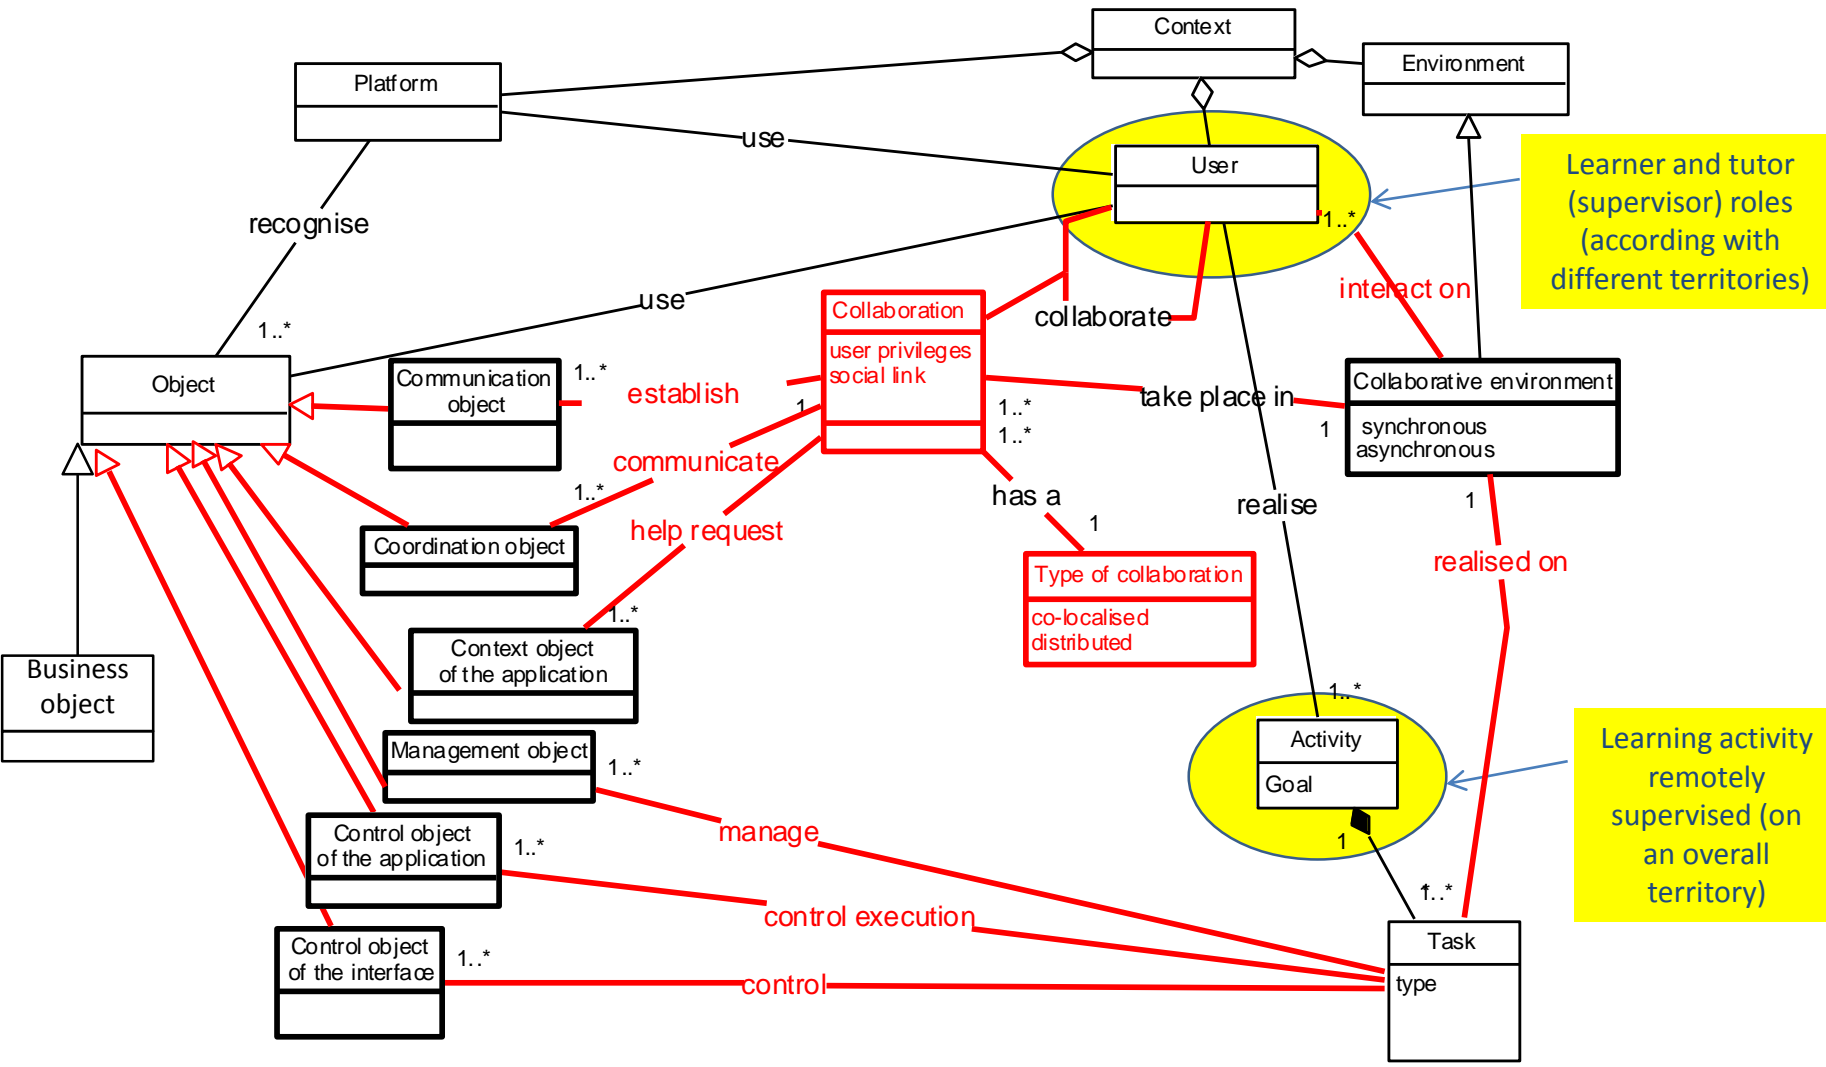 Context
Environment
Platform
use
User
Learner and tutor
(supervisor) roles
(according with
different territories)
recognise
1..*
interact on
use
Collaboration
user privileges
social link
collaborate
1..*
Object
Communication
object
1..*
establish
take place in
Collaborative environment
synchronous
asynchronous
1
1..*
1..*
1
communicate
1..*
has a
1
help request
realise
1
realised on
Coordination object
Type of collaboration
co-localised
distributed
1..*
Context object
of the application
Business
object
1..*
Activity
Goal
Learning activity
remotely
supervised (on
an overall
territory)
Management object
1..*
manage
1
Control object
of the application
1..*
control execution
1..*
Control object
of the interface
1..*
control
Task
type